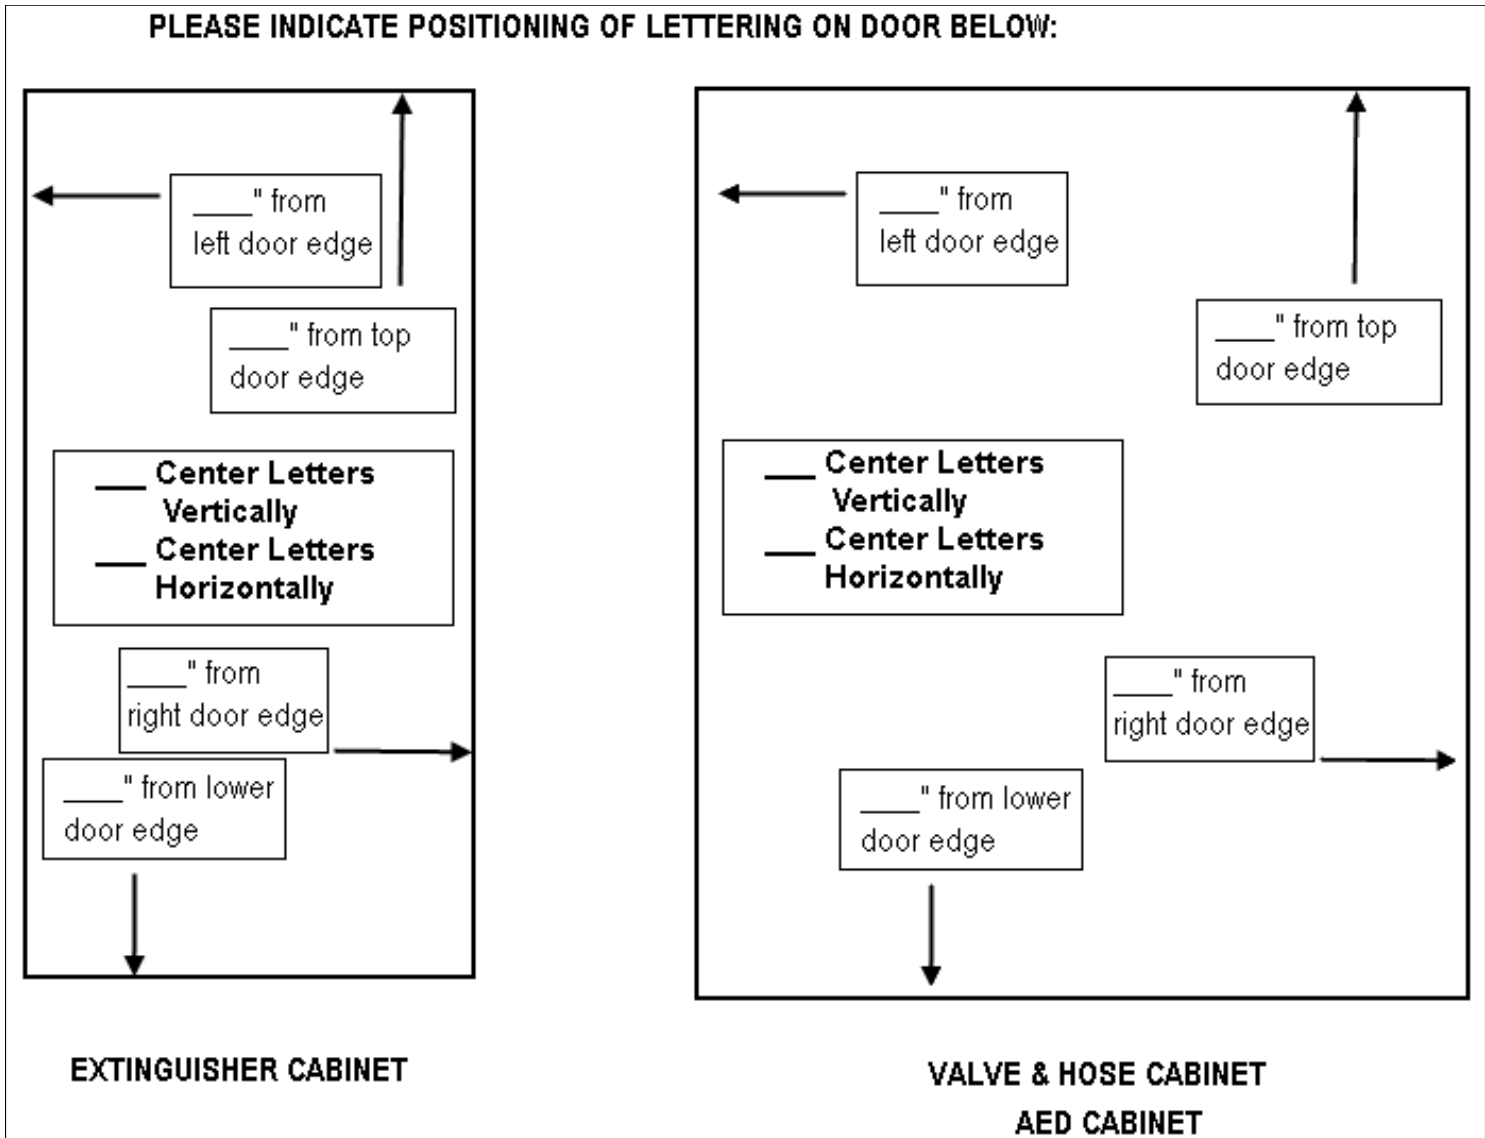 PLEASE INDICATE POSITIONING OF LETTERING ON DOOR BELOW:
____" from
left door edge
____" from top
door edge
___ Center Letters
Vertically
___ Center Letters
Horizontally
____" from
right door edge
____" from lower
door edge
EXTINGUISHER CABINET
____" from
left door edge
____" from top
door edge
___ Center Letters
Vertically
___ Center Letters
Horizontally
____" from
right door edge
____" from lower
door edge
VALVE & HOSE CABINET
AED CABINET